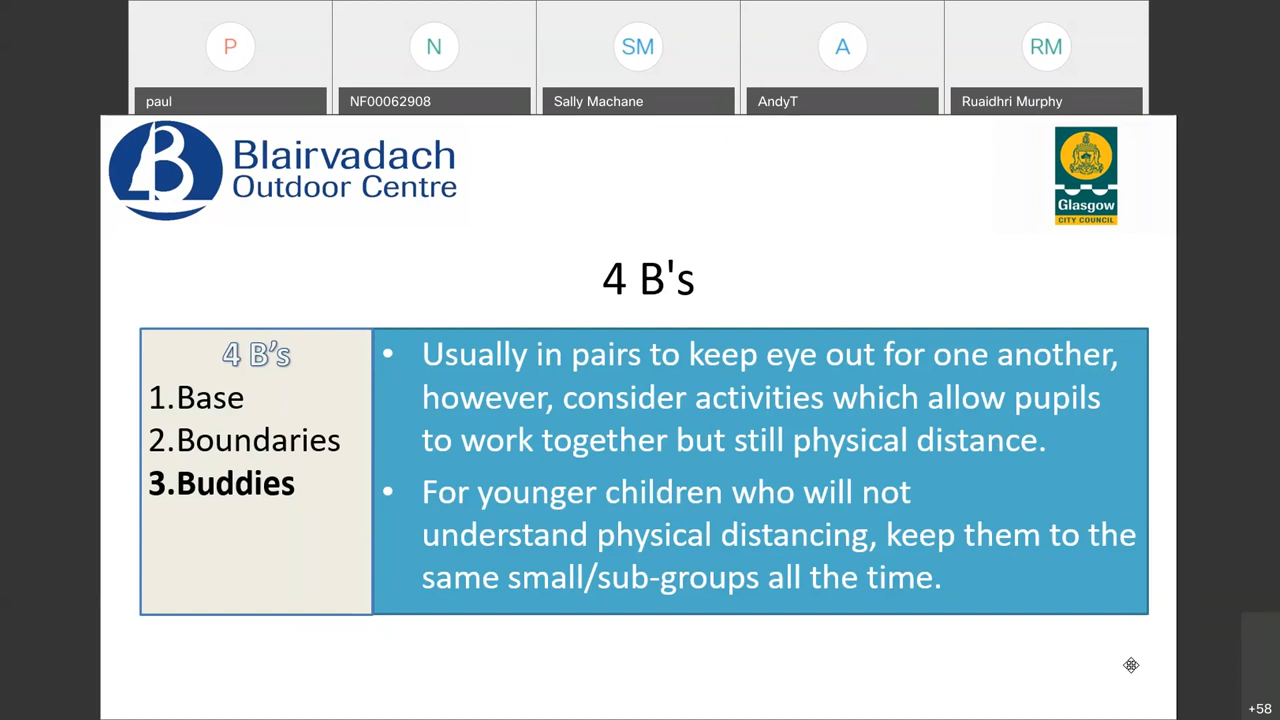 P
N
SM
A
RM
paul
NF00062908
Sally Machane
AndyT
Ruaidhri Murphy
B
Blairvadach
Outdoor Centre
Glasgow
CITY COUNCIL
4 B's
4 B's
1.Base
2.Boundaries
3.Buddies
• Usually in pairs to keep eye out for one another,
however, consider activities which allow pupils
to work together but still physical distance.
• For younger children who will not
understand physical distancing, keep them to the
same small/sub-groups all the time.
+58